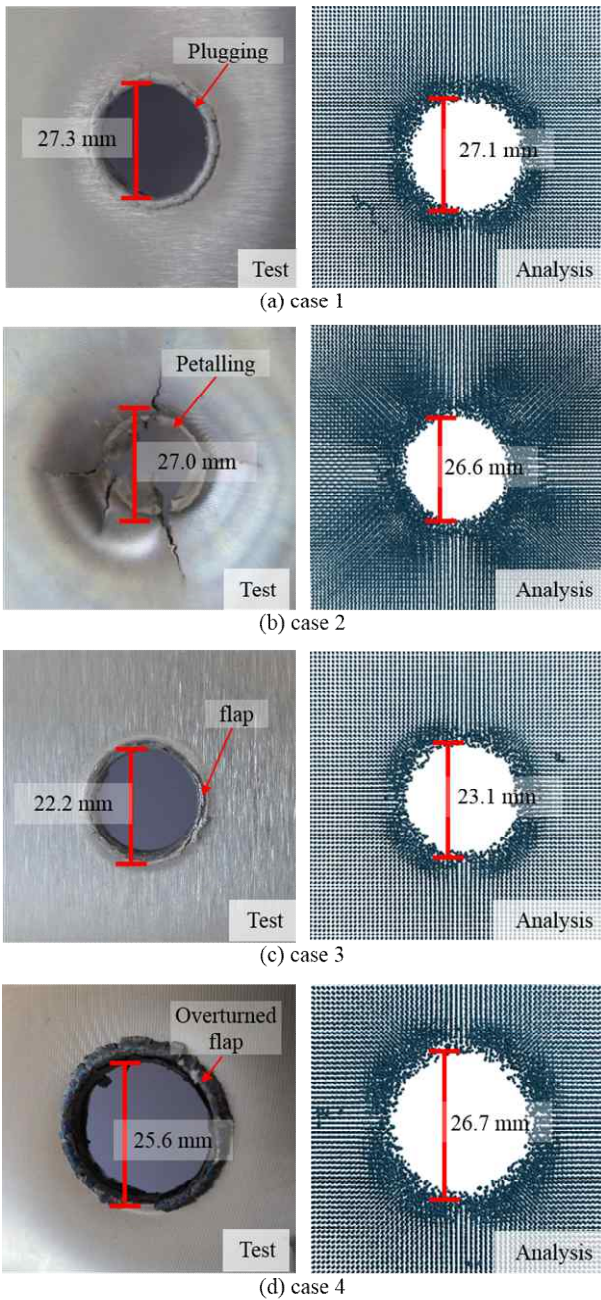 Plugging
27.3 mm
27.1 mm
Test
Analysis
(a) case 1
Petalling
27.0 mm
26.6 mm
Test
Analysis
(b) case 2
flap
22.2 mm
23.1 mm
Test
Analysis
(c) case 3
Overturned
flap
25.6 mm
26.7 mm
Test
Analysis
(d) case 4